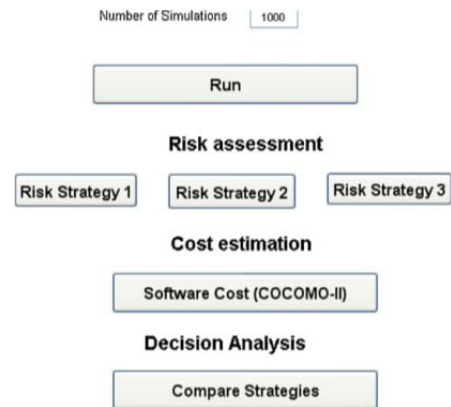 Number of Simulations 1000
Run
Risk assessment
Risk Strategy 1 Risk Strategy 2 Risk Strategy 3
Cost estimation
Software Cost (COCOMO-II)
Decision Analysis
Compare Strategies